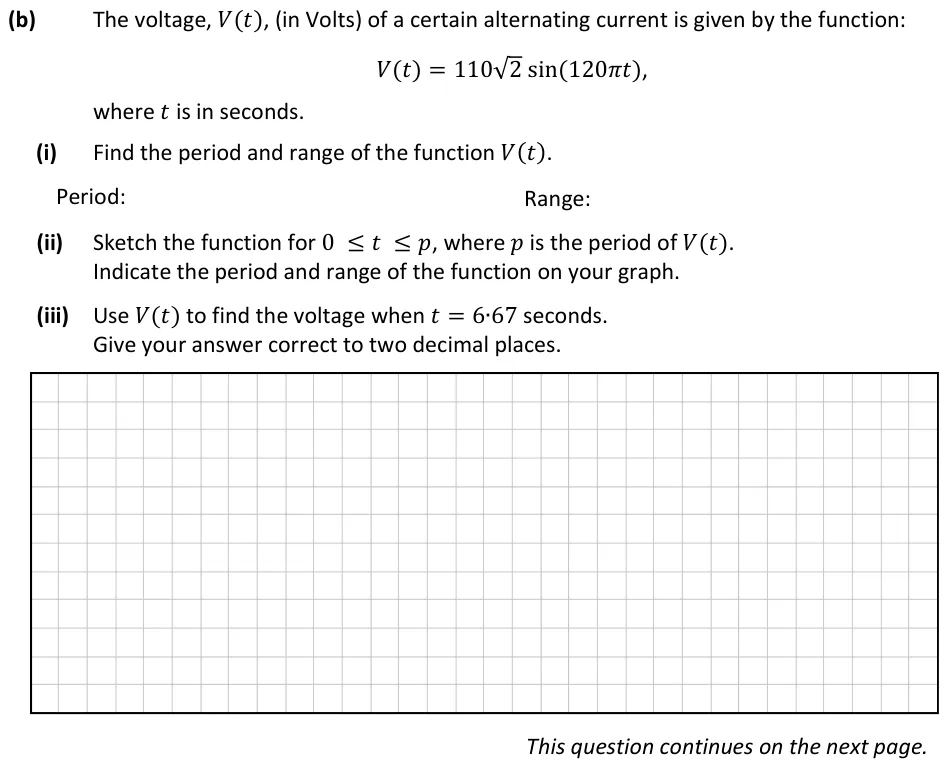 (b) The voltage, V(t), (in Volts) of a certain alternating current is given by the function:
V(t) = 110√2 sin(120πt),
where t is in seconds.
(i) Find the period and range of the function V(t).
Period: Range:
(ii) Sketch the function for 0 ≤ t ≤ p, where p is the period of V(t).
Indicate the period and range of the function on your graph.
(iii) Use V(t) to find the voltage when t = 6·67 seconds.
Give your answer correct to two decimal places.
This question continues on the next page.